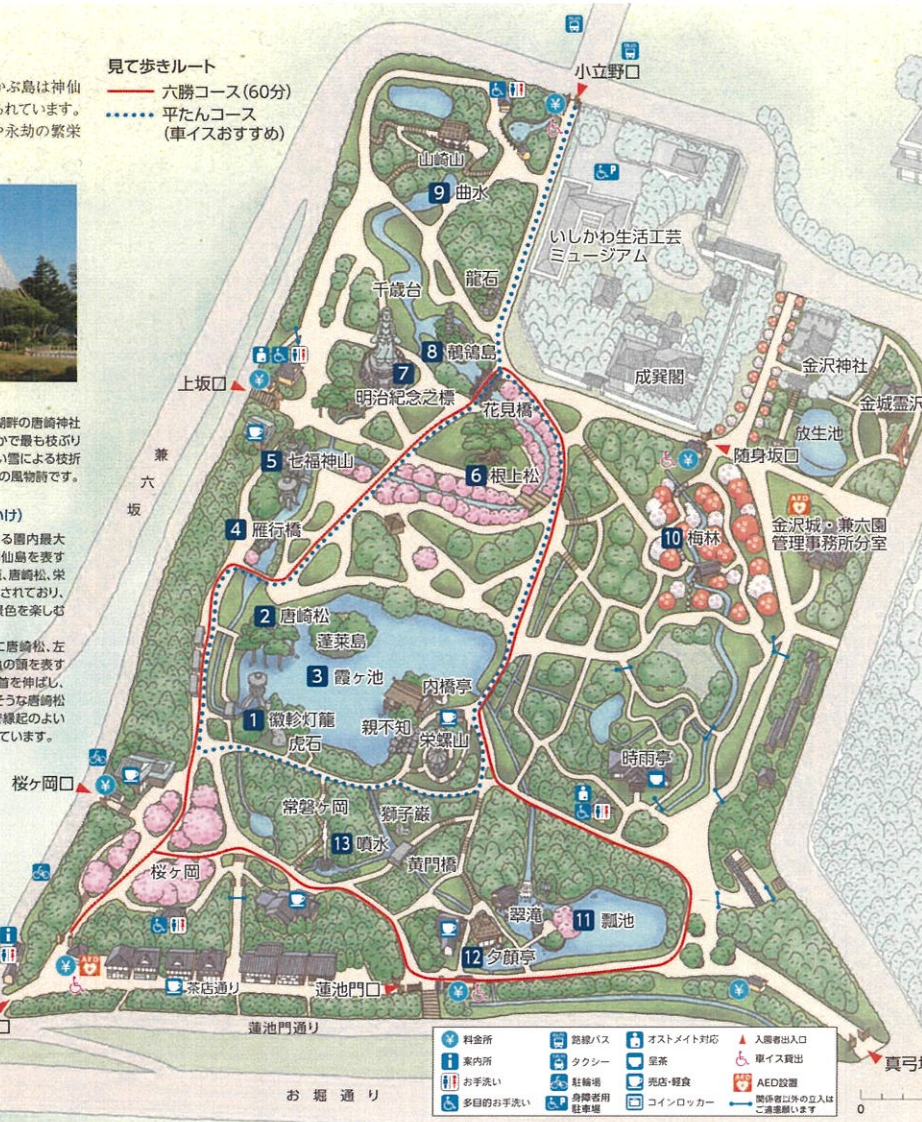 かぶ島は神仙
られています。
や永劫の繁栄
見て歩きルート
六勝コース(60分)
平たんコース
(車イスおすすめ)
小立野口
山崎山
9 曲水
いしかわ生活工芸
ミュージアム
千歳台
龍石
8 鶺鴒島
7
明治紀念之標
成巽閣
金沢神社
上坂口
花見橋
金城霊沢
放生池
湖畔の唐崎神社
かで最も枝ぶり
い雪による枝折
の風物詩です。
兼六坂
5 七福神山
6 根上松
随身坂口
AED
金沢城・兼六園
管理事務所分室
4 雁行橋
10 梅林
いけ)
る園内最大
仙島を表す
、唐崎松、栄
されており、
景色を楽しむ
2 唐崎松
蓬莱島
に唐崎松、左
亀の頭を表す
首を伸ばし、
そうな唐崎松
縁起のよい
ています。
3 霞ヶ池
内橋亭
1 徽軫灯籠
虎石
親不知
栄螺山
時雨亭
桜ヶ岡口
常磐ヶ岡
獅子巌
13 噴水
黄門橋
桜ヶ岡
翠滝
11 瓢池
12 夕顔亭
AED
茶店通り
蓮池門口
口
蓮池門通り
真弓坂
お堀通り
料金所
案内所
お手洗い
多目的お手洗い
路線バス
タクシー
駐輪場
身障者用
駐車場
オストメイト対応
呈茶
売店・軽食
コインロッカー
入園者出入口
車イス貸出
AED AED設置
関係者以外の立入は
ご遠慮願います
0